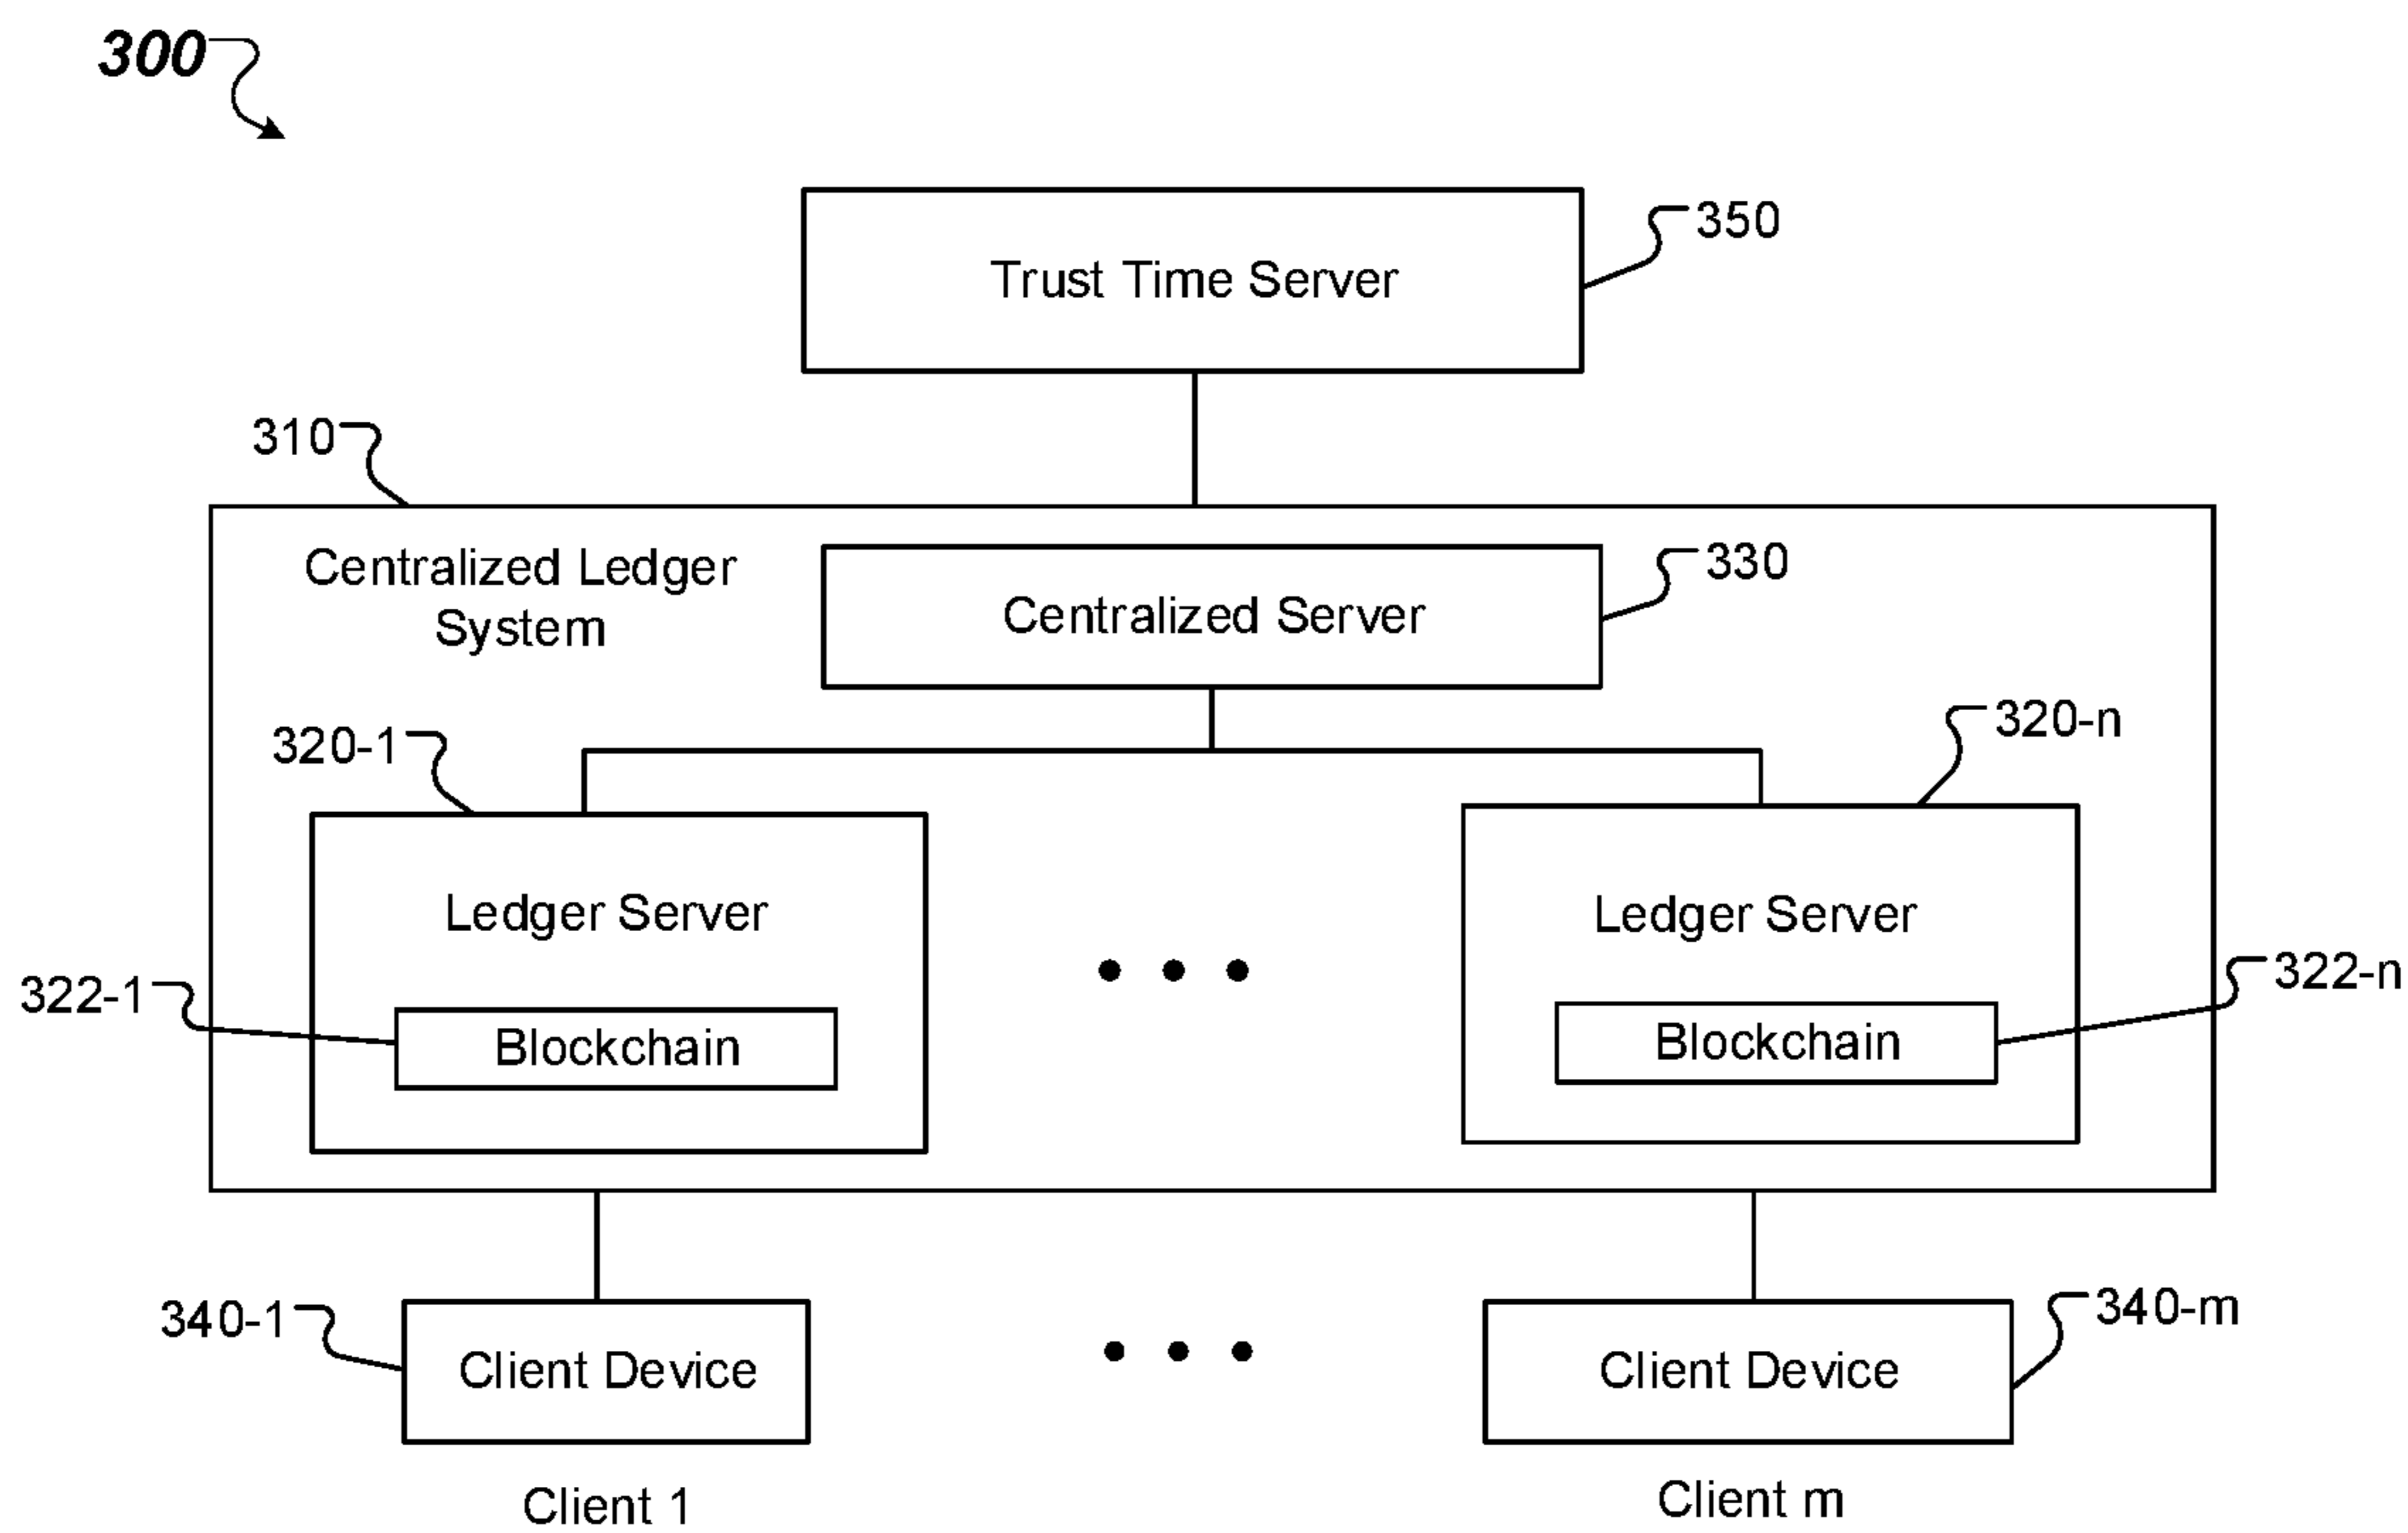 300
350
Trust Time Server
310
Centralized Ledger
System
330
Centralized Server
320-1
320-n
Ledger Server
Ledger Server
322-1
322-n
Blockchain
Blockchain
340-1
340-m
Client Device
Client Device
Client 1
Client m